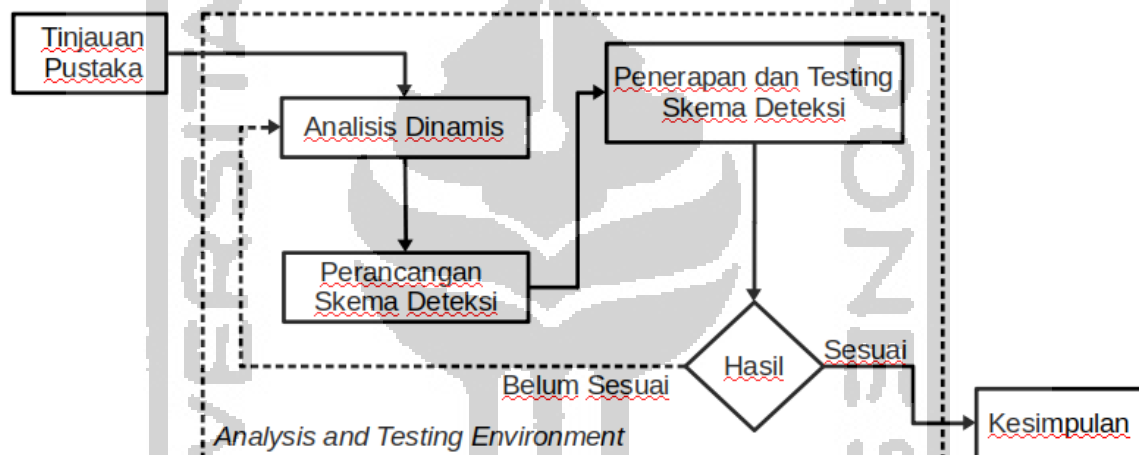 Tinjauan
Pustaka
Analisis Dinamis
Perancangan
Skema Deteksi
Penerapan dan Testing
Skema Deteksi
Hasil
Sesuai
Belum Sesuai
Kesimpulan
Analysis and Testing Environment